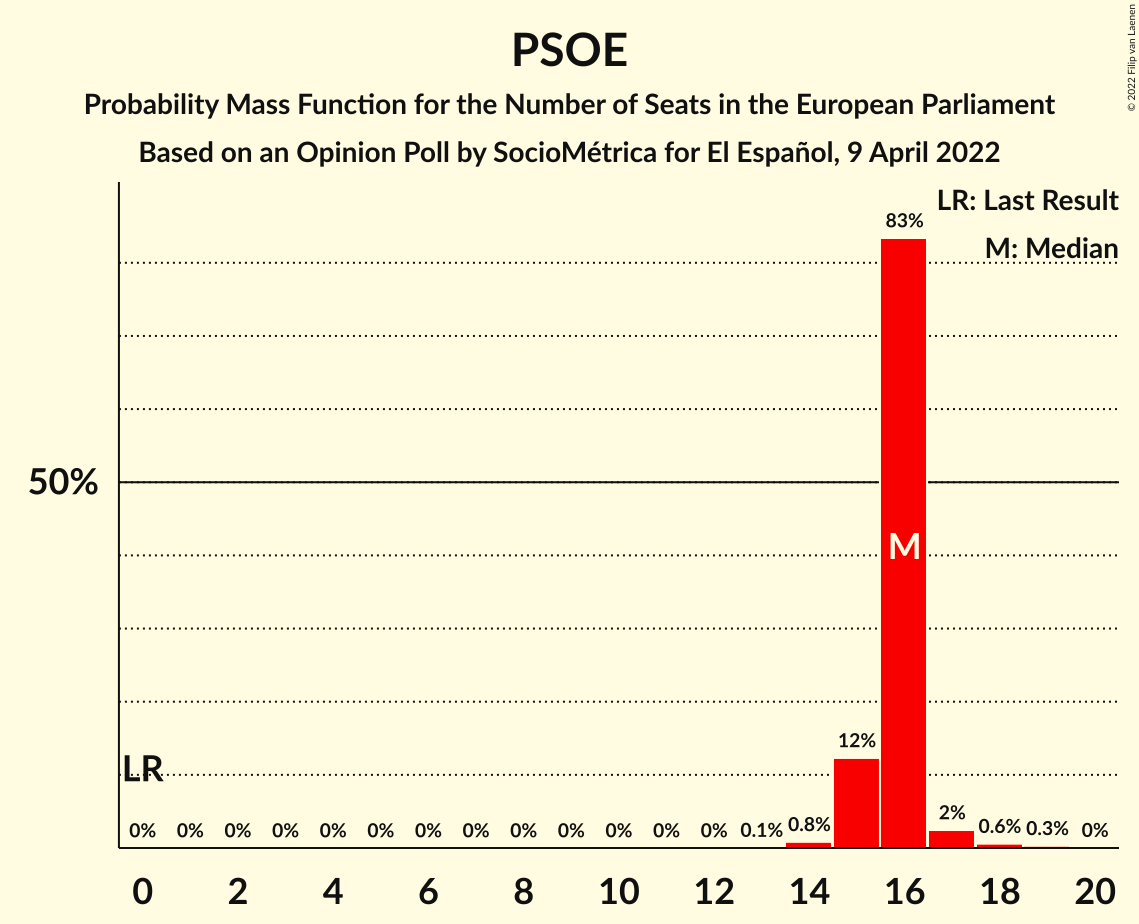 PSOE
Probability Mass Function for the Number of Seats in the European Parliament
Based on an Opinion Poll by SocioMétrica for El Español, 9 April 2022
© 2022 Filip van Laenen
LR: Last Result
M: Median
83%
50%
M
LR
12%
0% 0% 0% 0% 0% 0% 0% 0% 0% 0% 0% 0% 0% 0.1% 0.8% 2% 0.6% 0.3% 0%
0 2 4 6 8 10 12 14 16 18 20